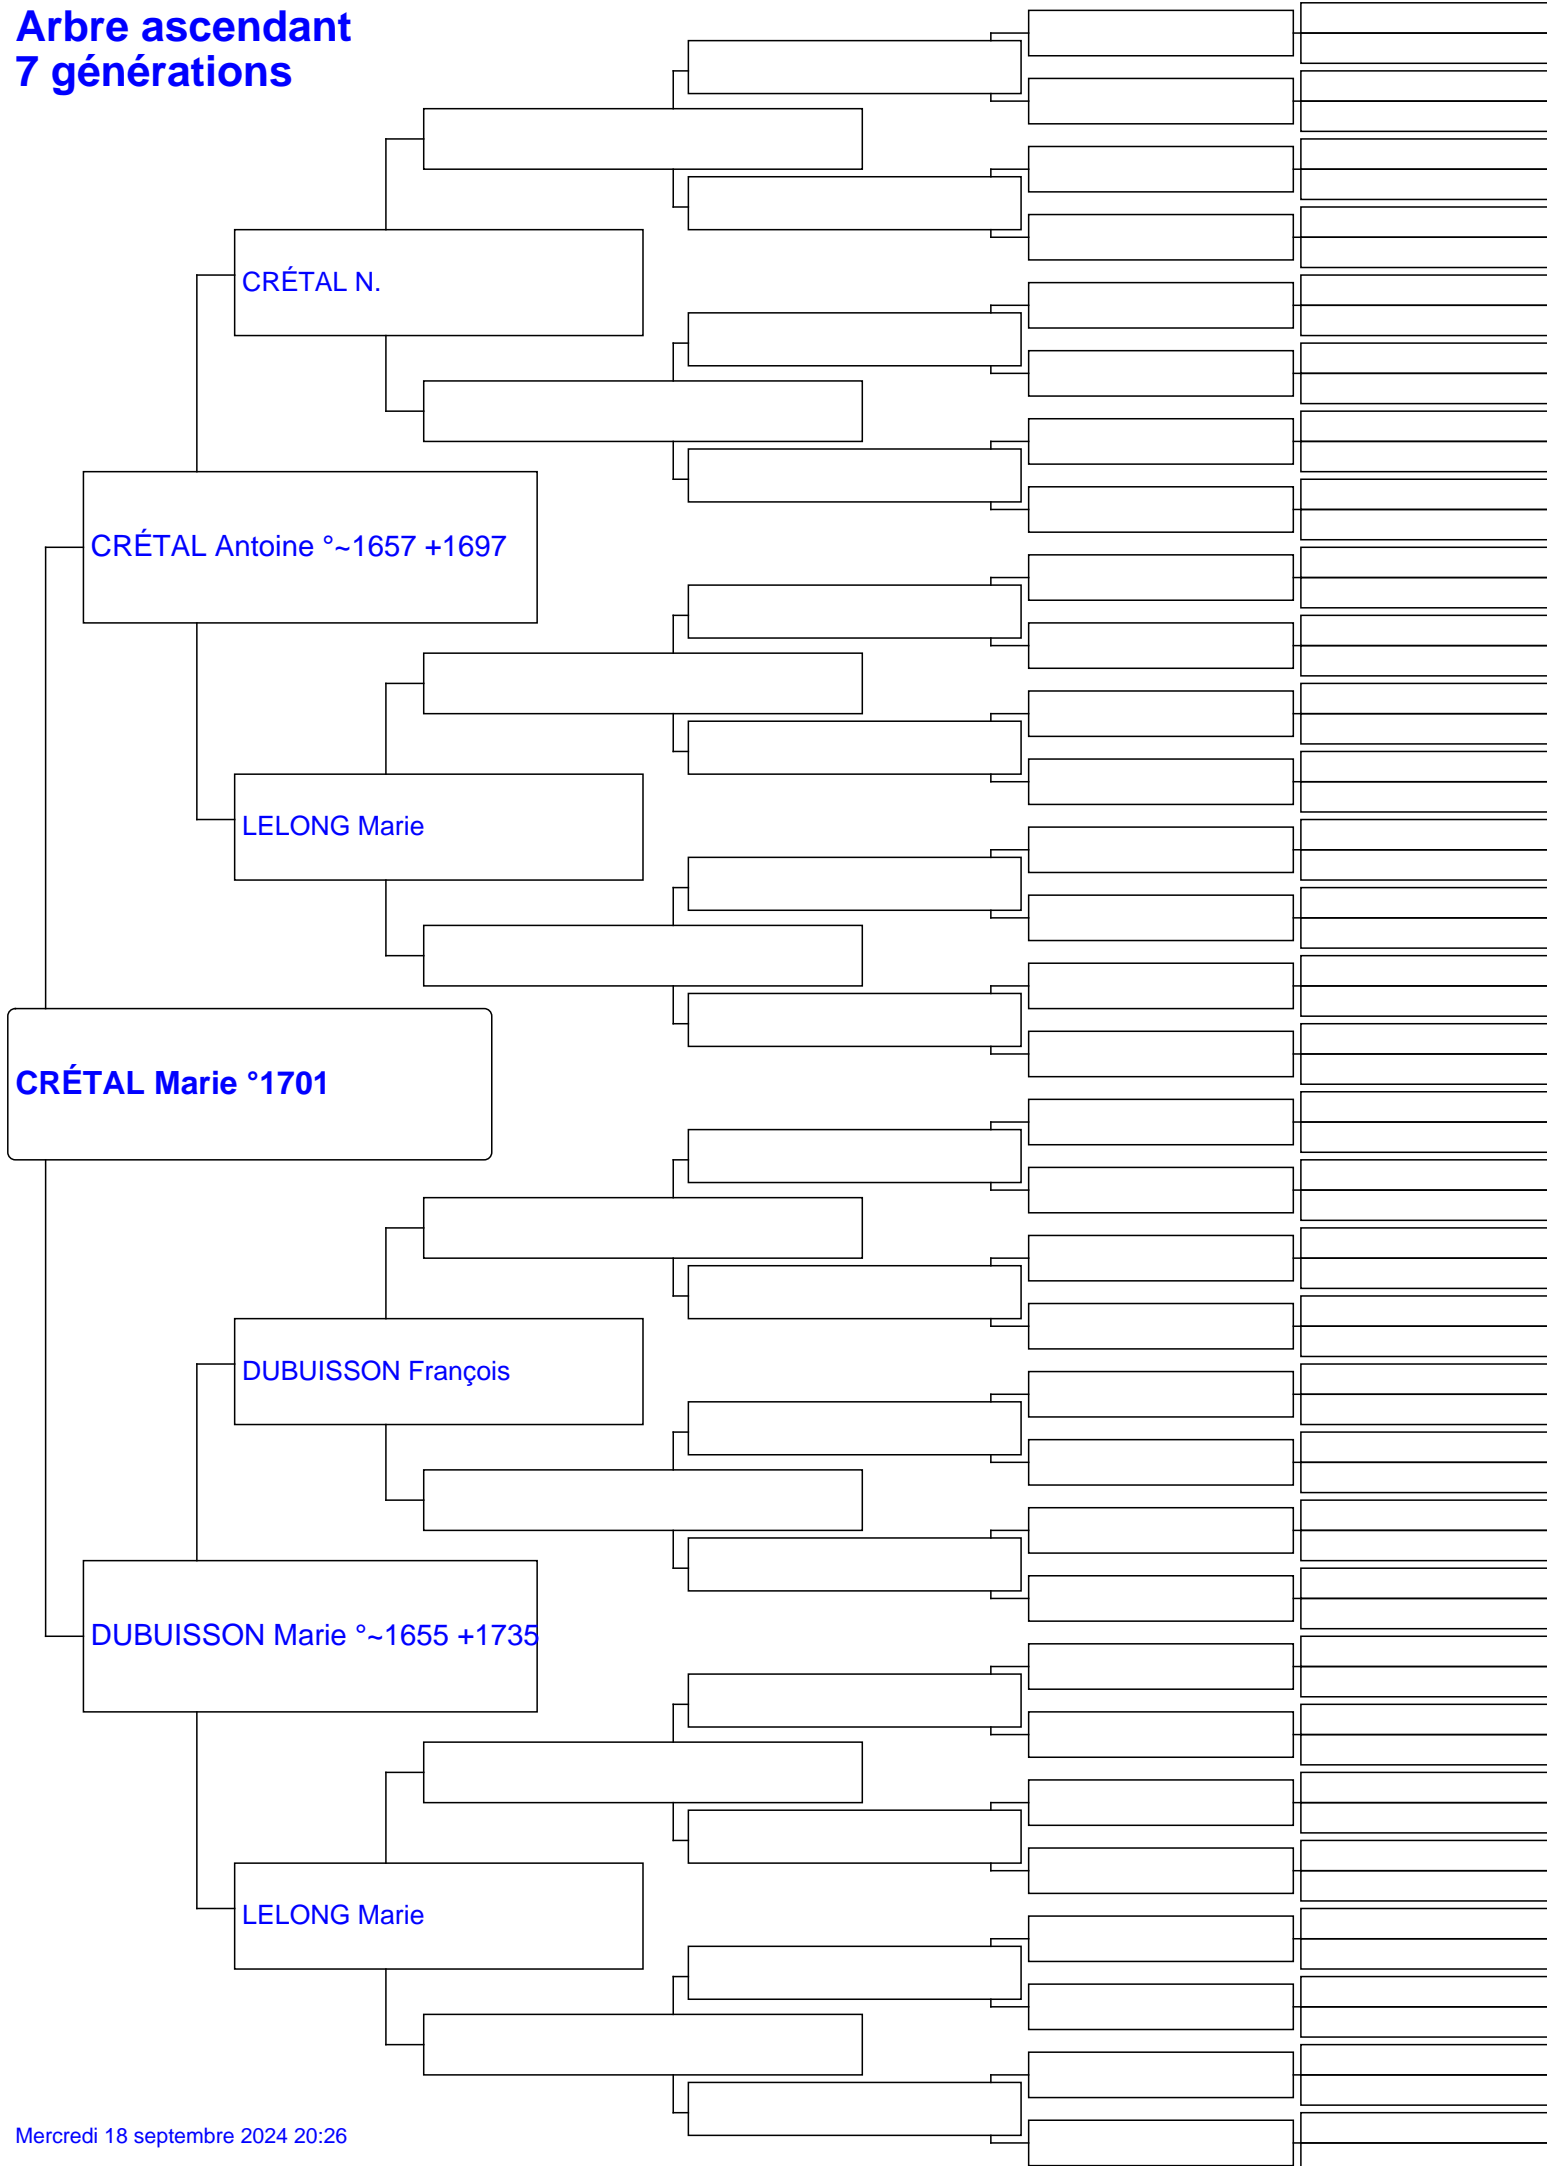 Arbre ascendant
7 générations
CRÉTAL N.
CRÉTAL Antoine °~1657 +1697
LELONG Marie
CRÉTAL Marie °1701
DUBUISSON François
DUBUISSON Marie °~1655 +1735
LELONG Marie
Mercredi 18 septembre 2024 20:26